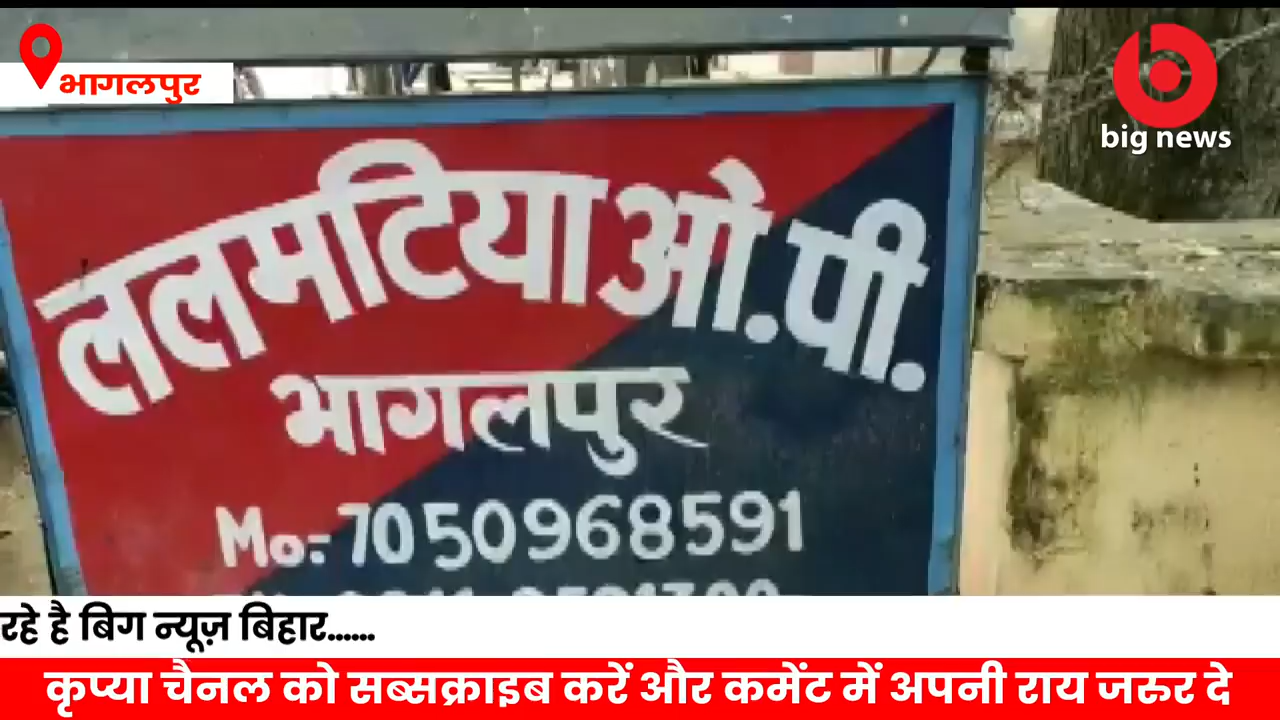 भागलपुर
big news
ललमटिया ओ.पी.
भागलपुर
Mo:- 7050968591
रहे है बिग न्यूज़ बिहार......
कृप्या चैनल को सब्सक्राइब करें और कमेंट में अपनी राय जरुर दे